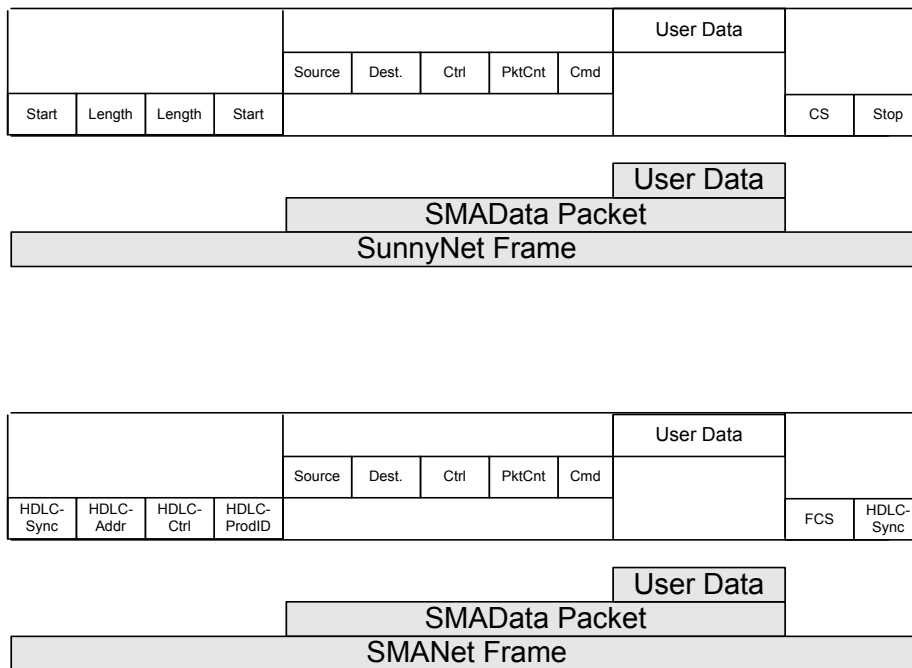 User Data
Source Dest. Ctrl PktCnt Cmd
Start Length Length Start CS Stop
User Data
SMAData Packet
SunnyNet Frame
User Data
Source Dest. Ctrl PktCnt Cmd
HDLC-Sync HDLC-Addr HDLC-Ctrl HDLC-ProdID FCS HDLC-Sync
User Data
SMAData Packet
SMANet Frame